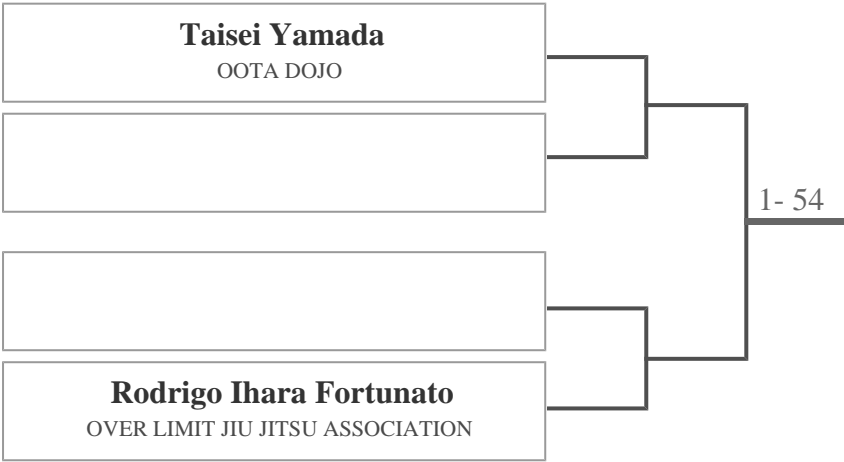 Taisei Yamada
OOTA DOJO
1- 54
Rodrigo Ihara Fortunato
OVER LIMIT JIU JITSU ASSOCIATION